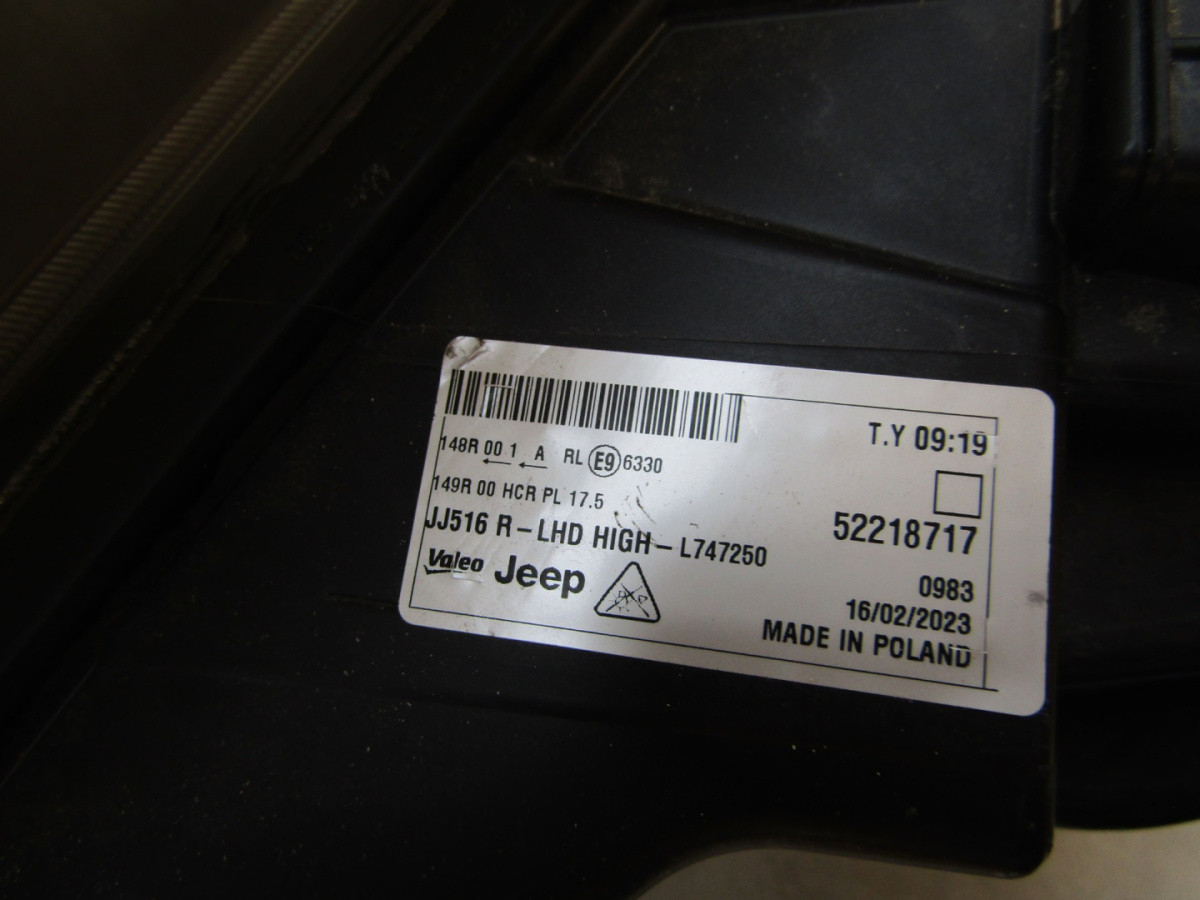 T.Y 09:19
148R 00 1 A RL E9 6330
149R 00 HCR PL 17.5
52218717
JJ516 R – LHD HIGH – L747250
Valeo Jeep
0983
16/02/2023
MADE IN POLAND